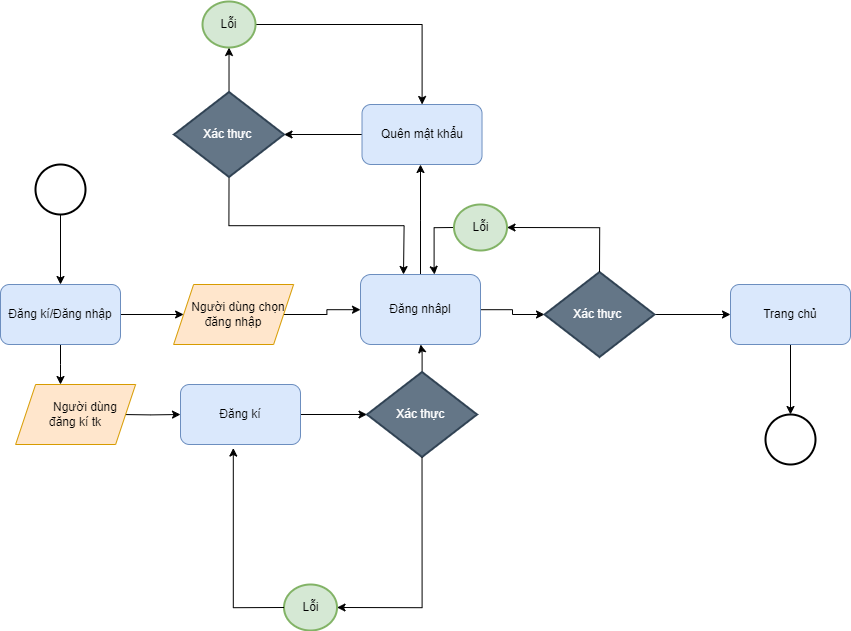 Lỗi
Xác thực
Quên mật khẩu
Lỗi
Đăng kí/Đăng nhập
Người dùng chọn
đăng nhập
Đăng nhâpl
Xác thực
Trang chủ
Người dùng
đăng kí tk
Đăng kí
Xác thực
Lỗi